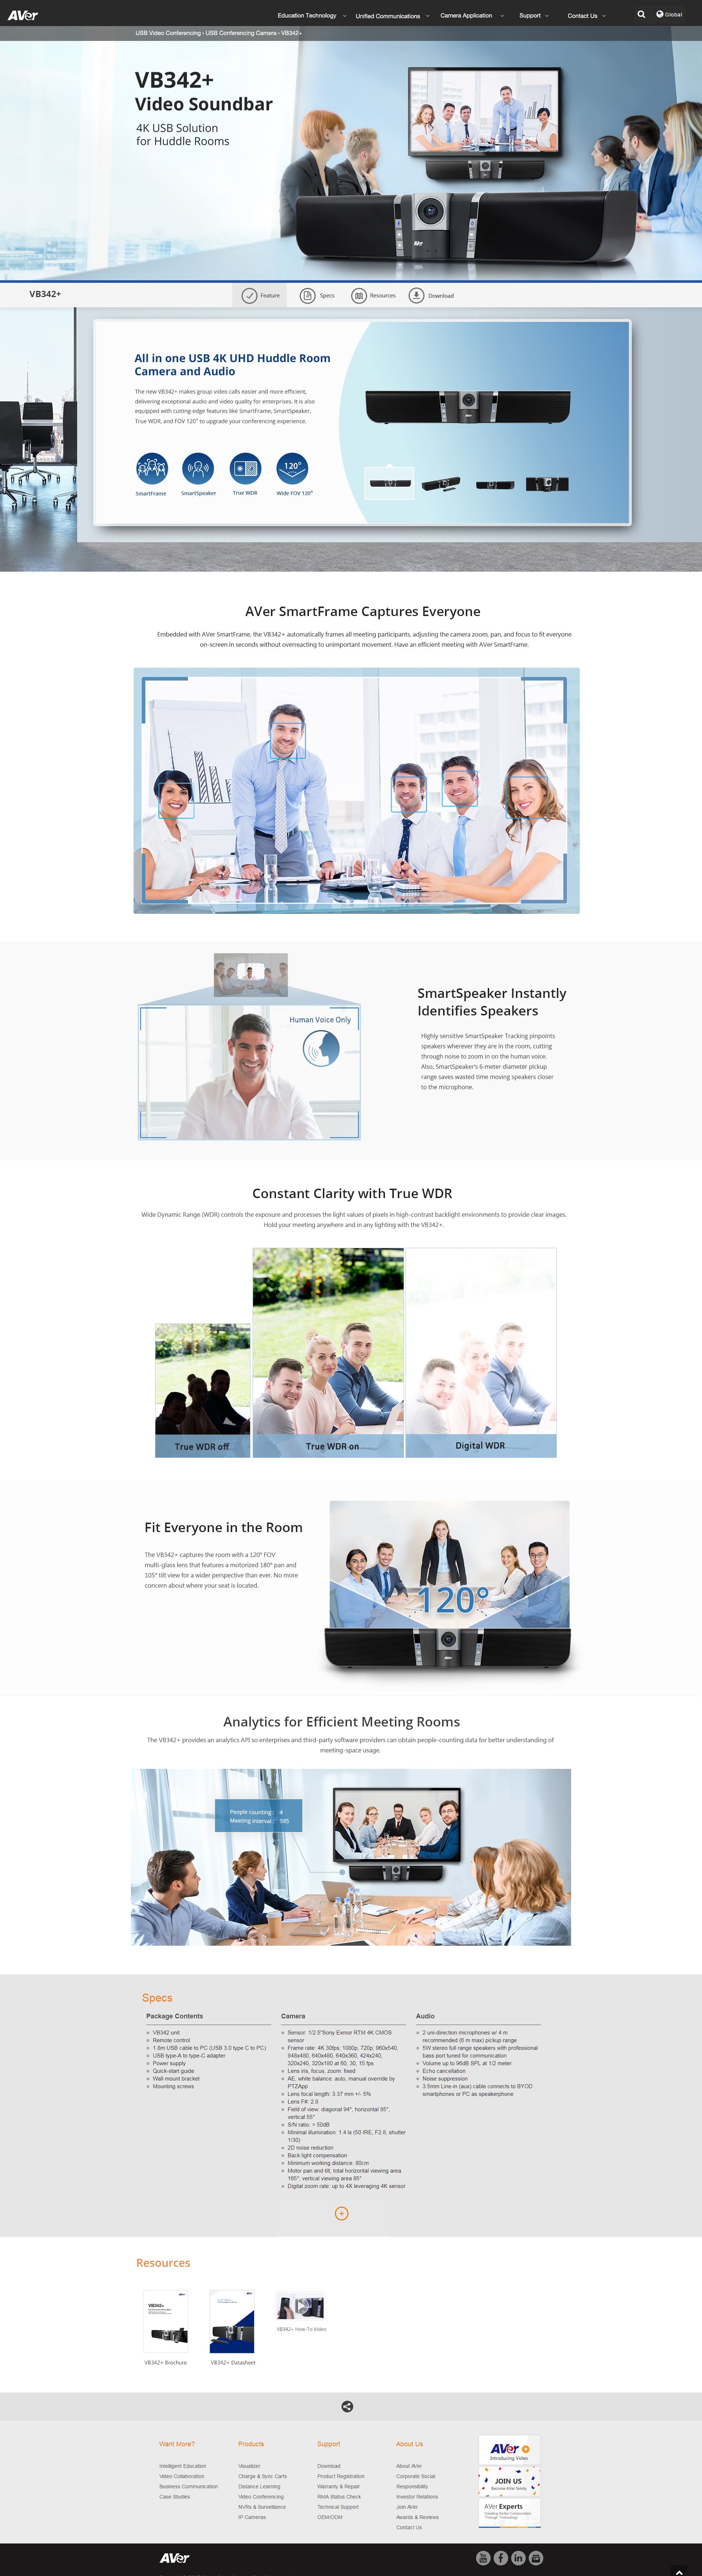 AVer
Education Technology
Unified Communications
Camera Application
Support
Contact Us
Global
USB Video Conferencing › USB Conferencing Camera › VB342+
VB342+
Video Soundbar
4K USB Solution
for Huddle Rooms
VB342+
Feature
Specs
Resources
Download
All in one USB 4K UHD Huddle Room
Camera and Audio
The new VB342+ makes group video calls easier and more efficient,
delivering exceptional audio and video quality for enterprises. It is also
equipped with cutting-edge features like SmartFrame, SmartSpeaker,
True WDR, and FOV 120° to upgrade your conferencing experience.
120°
SmartFrame
SmartSpeaker
True WDR
Wide FOV 120°
AVer SmartFrame Captures Everyone
Embedded with AVer SmartFrame, the VB342+ automatically frames all meeting participants, adjusting the camera zoom, pan, and focus to fit everyone
on-screen in seconds without overreacting to unimportant movement. Have an efficient meeting with AVer SmartFrame.
Human Voice Only
SmartSpeaker Instantly
Identifies Speakers
Highly sensitive SmartSpeaker Tracking pinpoints
speakers wherever they are in the room, cutting
through noise to zoom in on the human voice.
Also, SmartSpeaker's 6-meter diameter pickup
range saves wasted time moving speakers closer
to the microphone.
Constant Clarity with True WDR
Wide Dynamic Range (WDR) controls the exposure and processes the light values of pixels in high-contrast backlight environments to provide clear images.
Hold your meeting anywhere and in any lighting with the VB342+.
True WDR off
True WDR on
Digital WDR
Fit Everyone in the Room
The VB342+ captures the room with a 120° FOV
multi-glass lens that features a motorized 180° pan and
105° tilt view for a wider perspective than ever. No more
concern about where your seat is located.
120°
Analytics for Efficient Meeting Rooms
The VB342+ provides an analytics API so enterprises and third-party software providers can obtain people-counting data for better understanding of
meeting-space usage.
People counting : 4
Meeting interval : 585
Specs
Package Contents
VB342 unit
Remote control
1.8m USB cable to PC (USB 3.0 type C to PC)
USB type-A to type-C adapter
Power supply
Quick-start guide
Wall mount bracket
Mounting screws
Camera
Sensor: 1/2.5"Sony Exmor RTM 4K CMOS
sensor
Frame rate: 4K 30fps; 1080p, 720p, 960x540,
848x480, 640x480, 640x360, 424x240,
320x240, 320x180 at 60, 30, 15 fps
Lens iris, focus, zoom: fixed
AE, white balance: auto, manual override by
PTZApp
Lens focal length: 3.37 mm +/- 5%
Lens F#: 2.8
Field of view: diagonal 94°, horizontal 85°,
vertical 55°
S/N ratio: > 50dB
Minimal illumination: 1.4 lx (50 IRE, F2.8, shutter
1/30)
2D noise reduction
Back light compensation
Minimum working distance: 80cm
Motor pan and tilt, total horizontal viewing area
165°, vertical viewing area 85°
Digital zoom rate: up to 4X leveraging 4K sensor
Audio
2 uni-direction microphones w/ 4 m
recommended (6 m max) pickup range
5W stereo full range speakers with professional
bass port tuned for communication
Volume up to 96dB SPL at 1/2 meter
Echo cancellation
Noise suppression
3.5mm Line-in (aux) cable connects to BYOD
smartphones or PC as speakerphone
Resources
VB342+
VB342+ Brochure
VB342+ Datasheet
VB342+ How-To-Video
Want More?
Intelligent Education
Video Collaboration
Business Communication
Case Studies
Products
Visualizer
Charge & Sync Carts
Distance Learning
Video Conferencing
NVRs & Surveillance
IP Cameras
Support
Download
Product Registration
Warranty & Repair
RMA Status Check
Technical Support
OEM/ODM
About Us
About AVer
Corporate Social
Responsibility
Investor Relations
Join AVer
Awards & Reviews
Contact Us
AVer
Introducing Video
JOIN US
Become AVer family
AVer Experts
Creating Better Collaboration
Through Technology
AVer